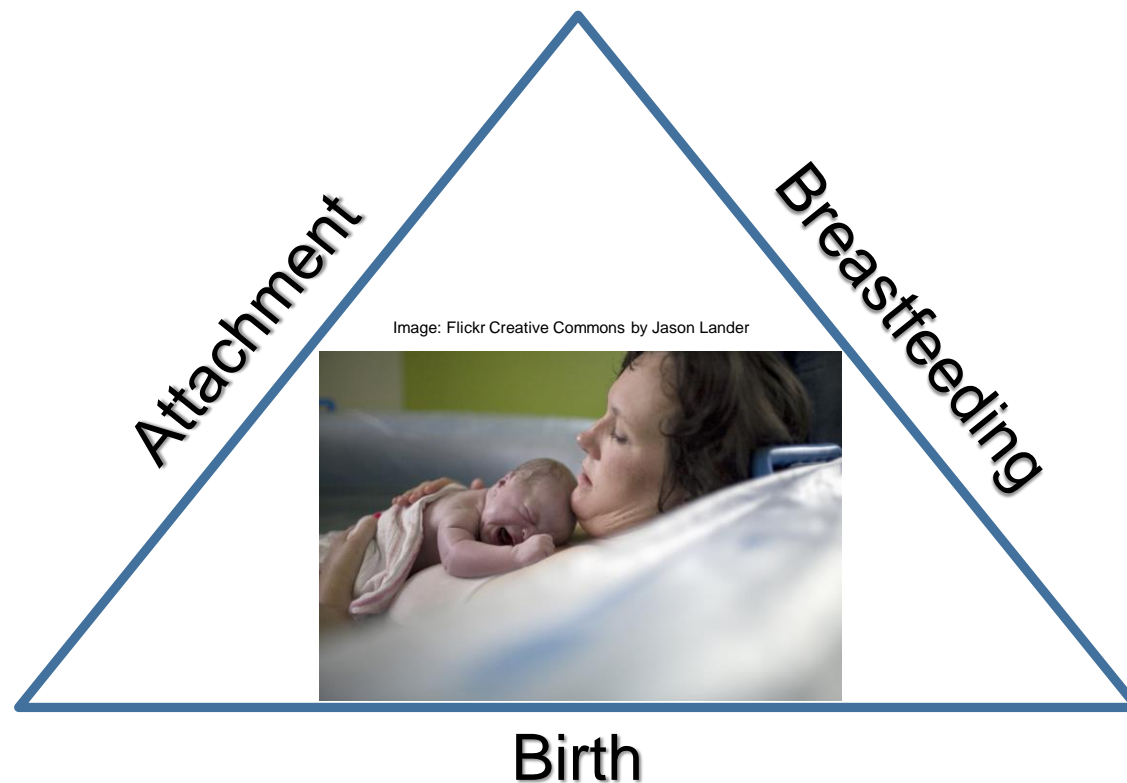 Attachment
Breastfeeding
Image: Flickr Creative Commons by Jason Lander
Birth